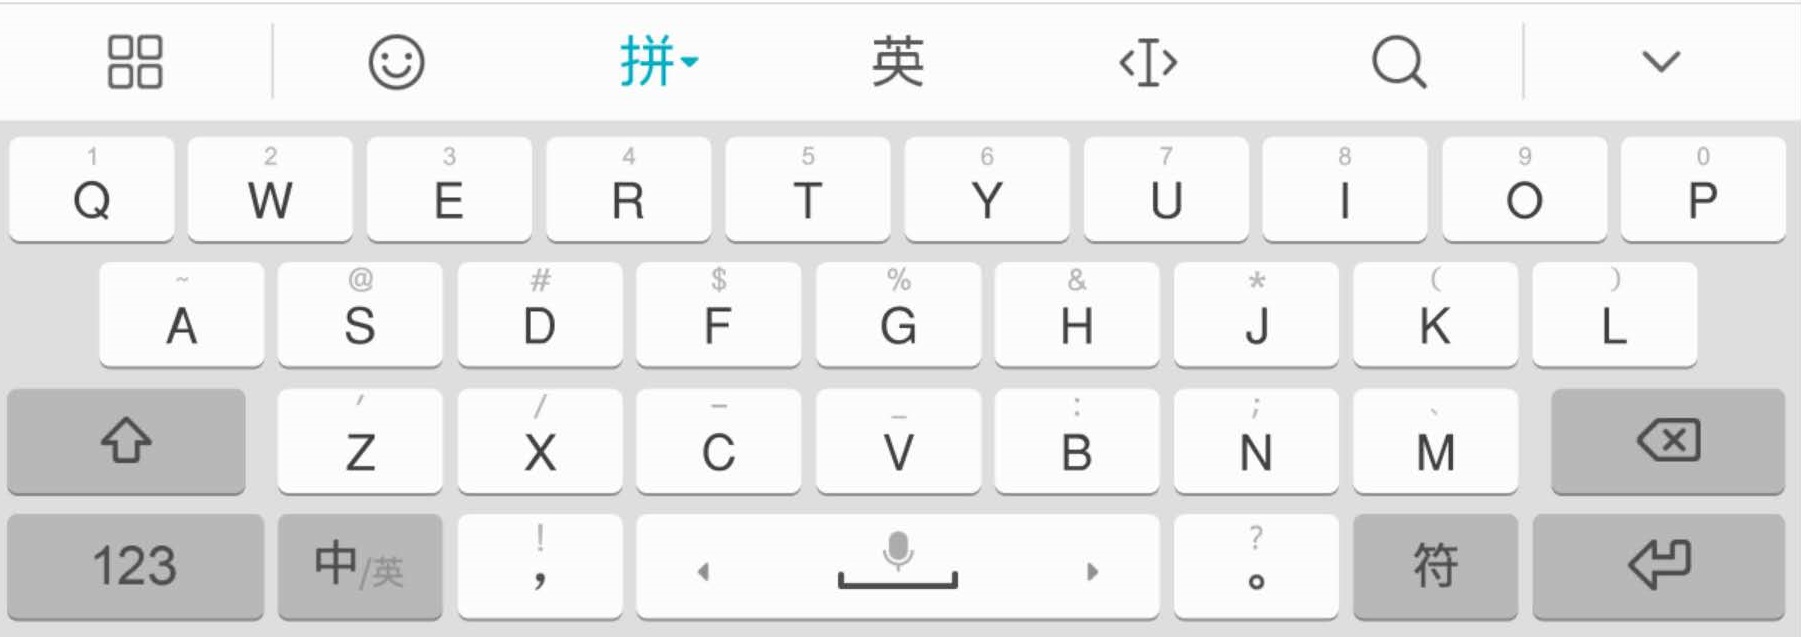 拼 英
1 2 3 4 5 6 7 8 9 0
Q W E R T Y U I O P
~ @ # $ % & * ( )
A S D F G H J K L
' / - _ : ; 、
Z X C V B N M
! ?
123 中/英 , 。 符